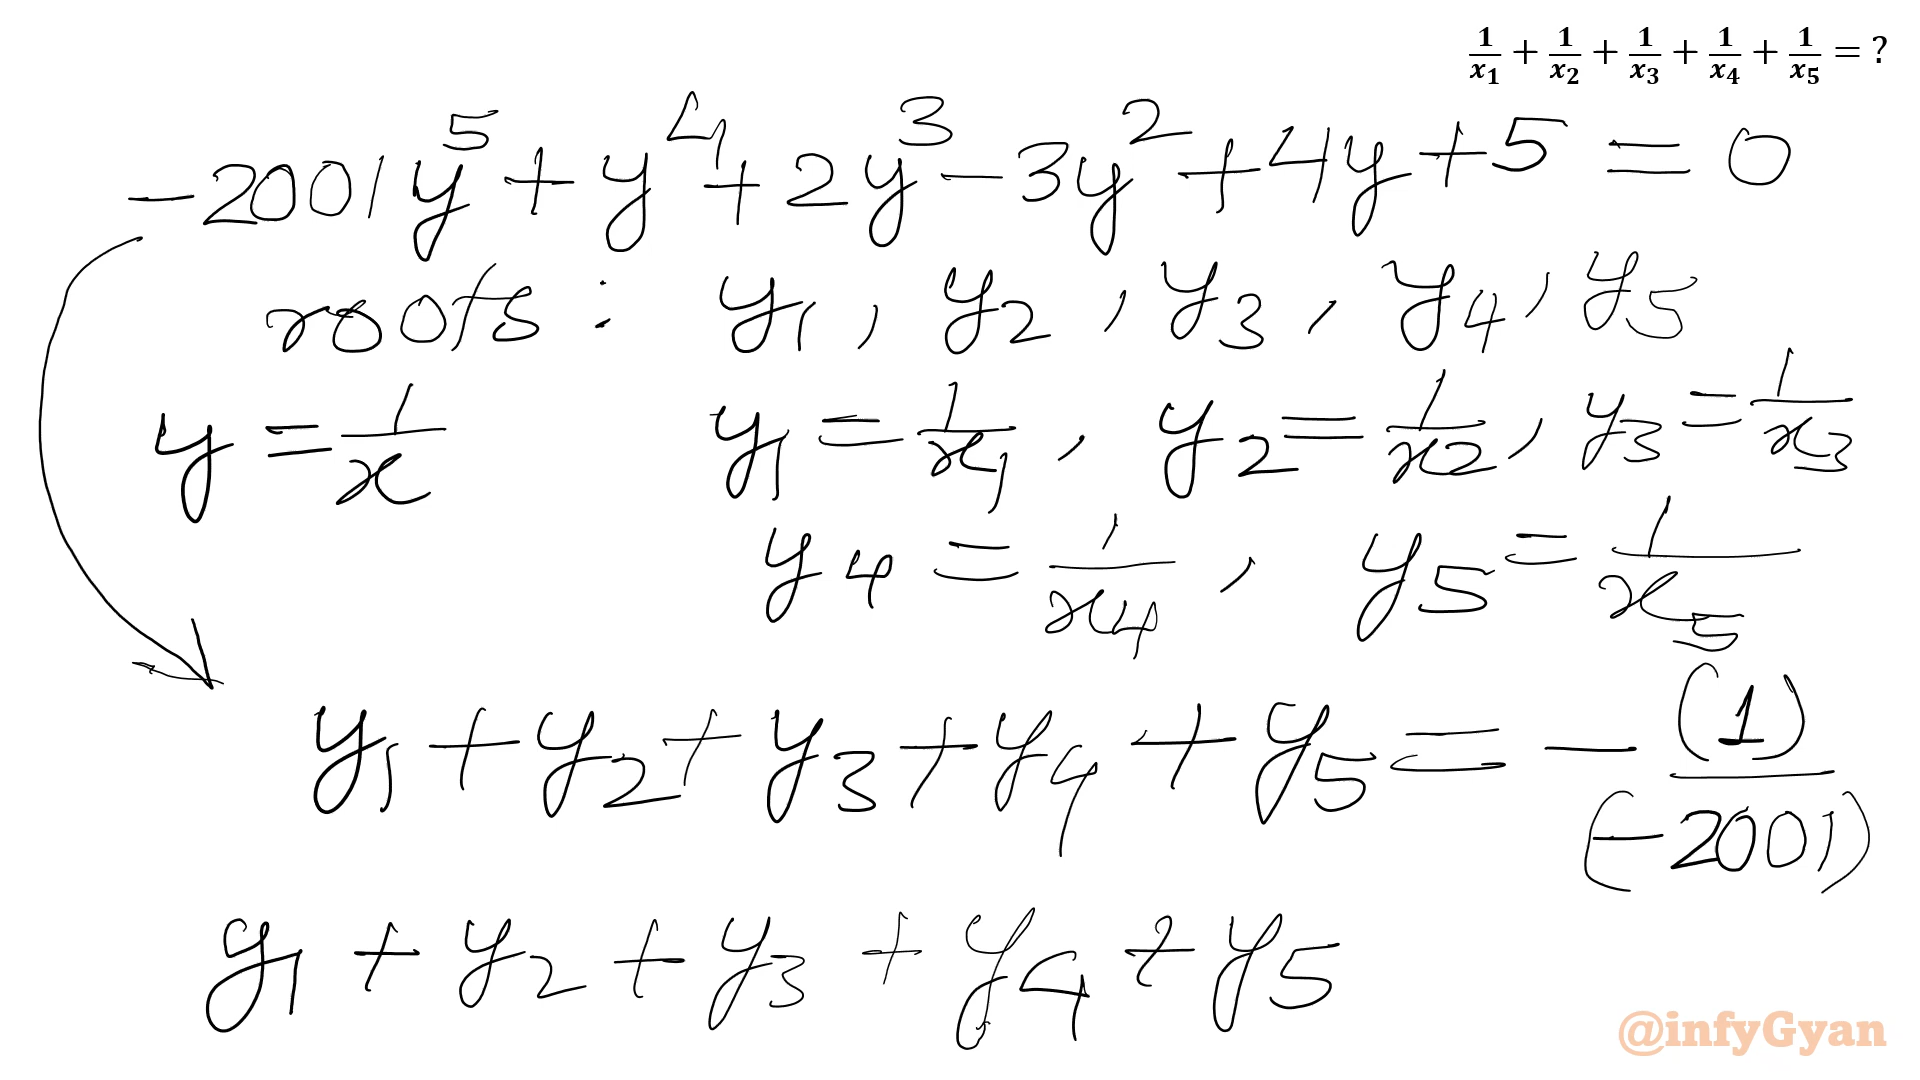 1/x₁ + 1/x₂ + 1/x₃ + 1/x₄ + 1/x₅ = ?
-2001y⁵ + y⁴ + 2y³ - 3y² + 4y + 5 = 0
roots : y₁ , y₂ , y₃ , y₄ , y₅
y = 1/x y₁ = 1/x₁ , y₂ = 1/x₂ , y₃ = 1/x₃
y₄ = 1/x₄ , y₅ = 1/x₅
y₁ + y₂ + y₃ + y₄ + y₅ = - (1)/(-2001)
y₁ + y₂ + y₃ + y₄ + y₅
@infyGyan